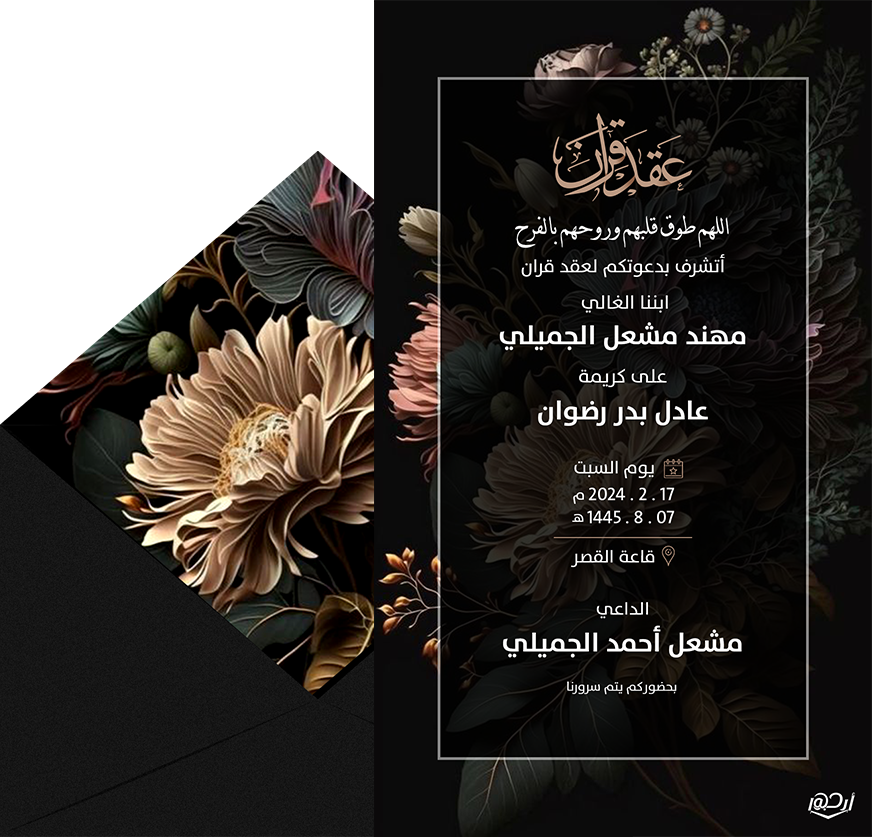 عقد قران
اللهم طوق قلبهم وروحهم بالفرح
أتشرف بدعوتكم لعقد قران
ابننا الغالي
مهند مشعل الجميلي
على كريمة
عادل بدر رضوان
يوم السبت
17 . 2 . 2024 م
07 . 8 . 1445 هـ
قاعة القصر
الداعي
مشعل أحمد الجميلي
بحضوركم يتم سرورنا